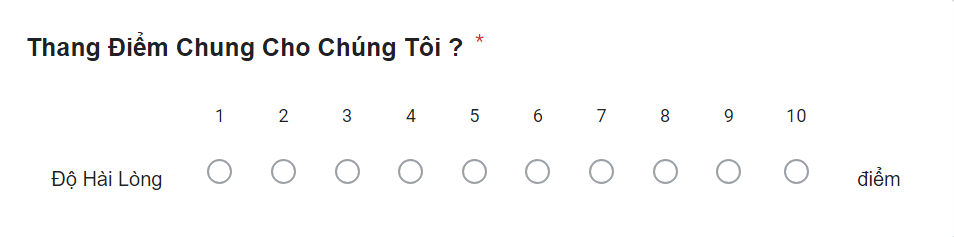 Thang Điểm Chung Cho Chúng Tôi ? *
1 2 3 4 5 6 7 8 9 10
Độ Hài Lòng điểm